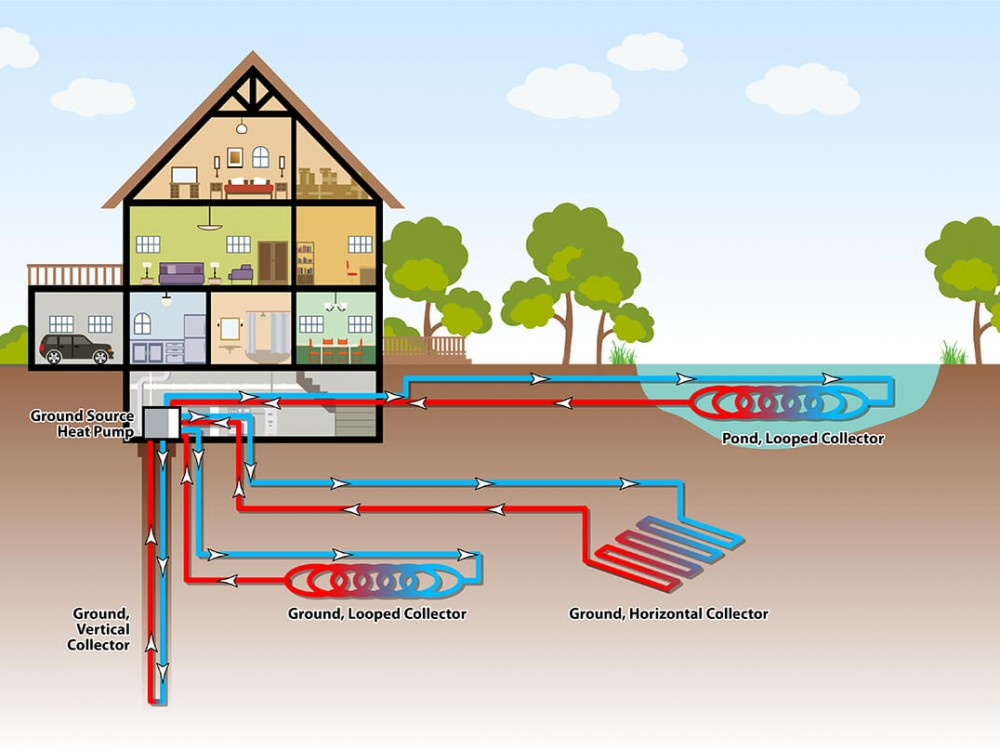 Ground Source
Heat Pump
Pond, Looped Collector
Ground, Looped Collector
Ground, Horizontal Collector
Ground,
Vertical
Collector